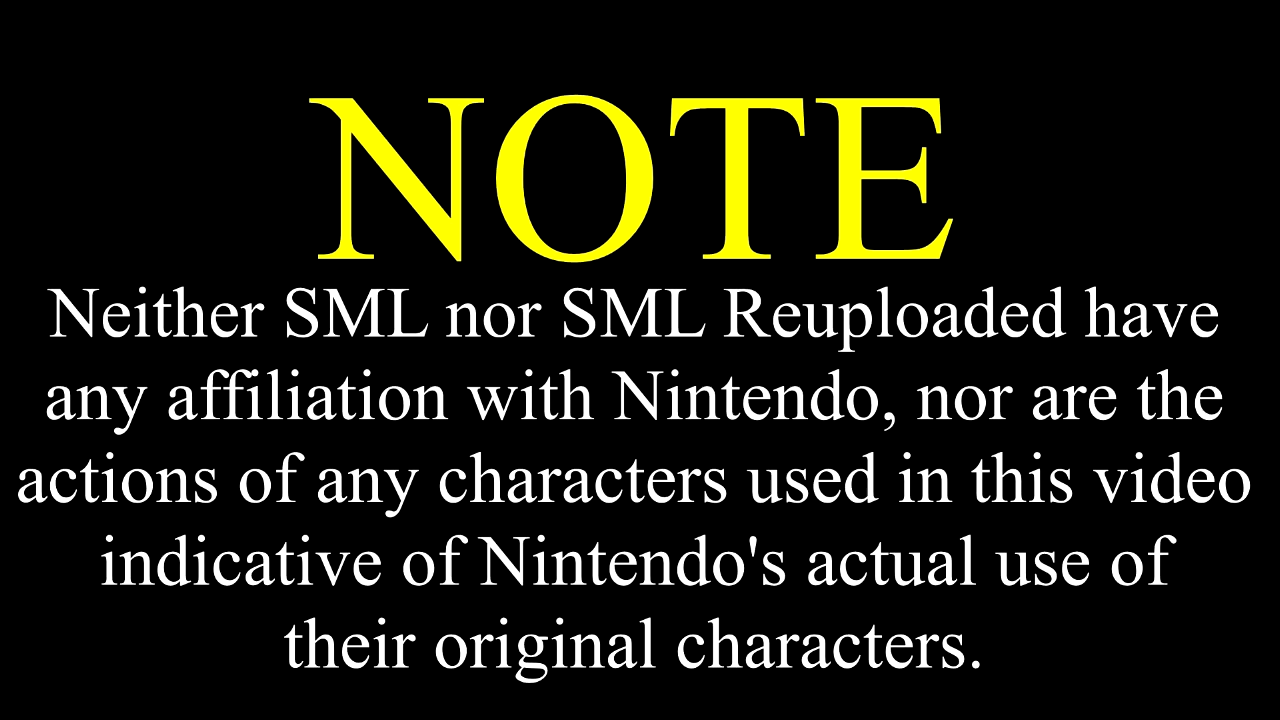 NOTE
Neither SML nor SML Reuploaded have
any affiliation with Nintendo, nor are the
actions of any characters used in this video
indicative of Nintendo's actual use of
their original characters.